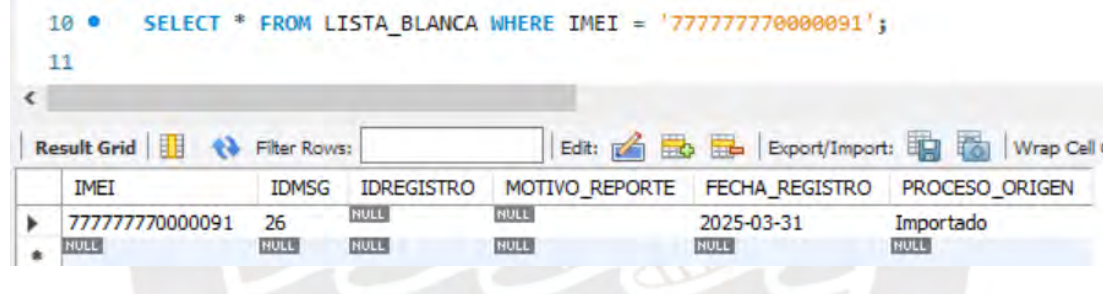 10 SELECT * FROM LISTA_BLANCA WHERE IMEI = '777777770000091';
11
Result Grid Filter Rows: Edit: Export/Import: Wrap Cell
IMEI IDMSG IDREGISTRO MOTIVO_REPORTE FECHA_REGISTRO PROCESO_ORIGEN
777777770000091 26 NULL NULL 2025-03-31 Importado
NULL NULL NULL NULL NULL NULL